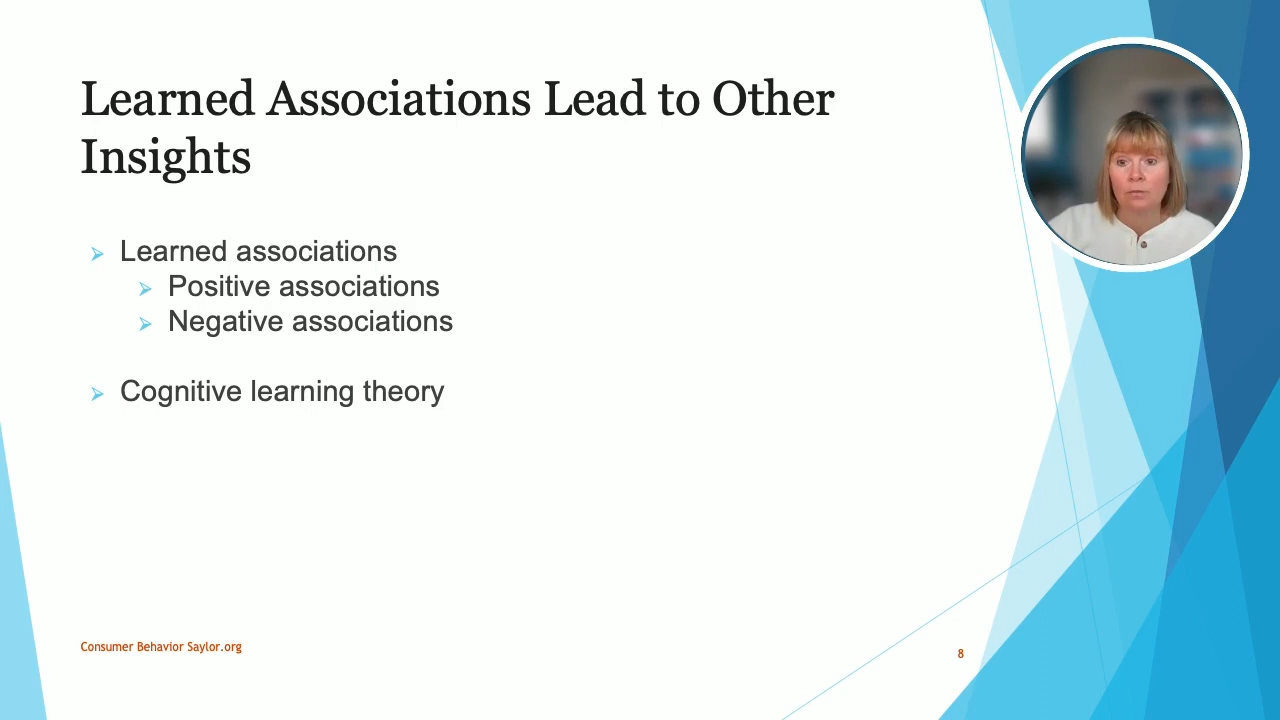 Learned Associations Lead to Other
Insights
Learned associations
Positive associations
Negative associations
Cognitive learning theory
Consumer Behavior Saylor.org
8